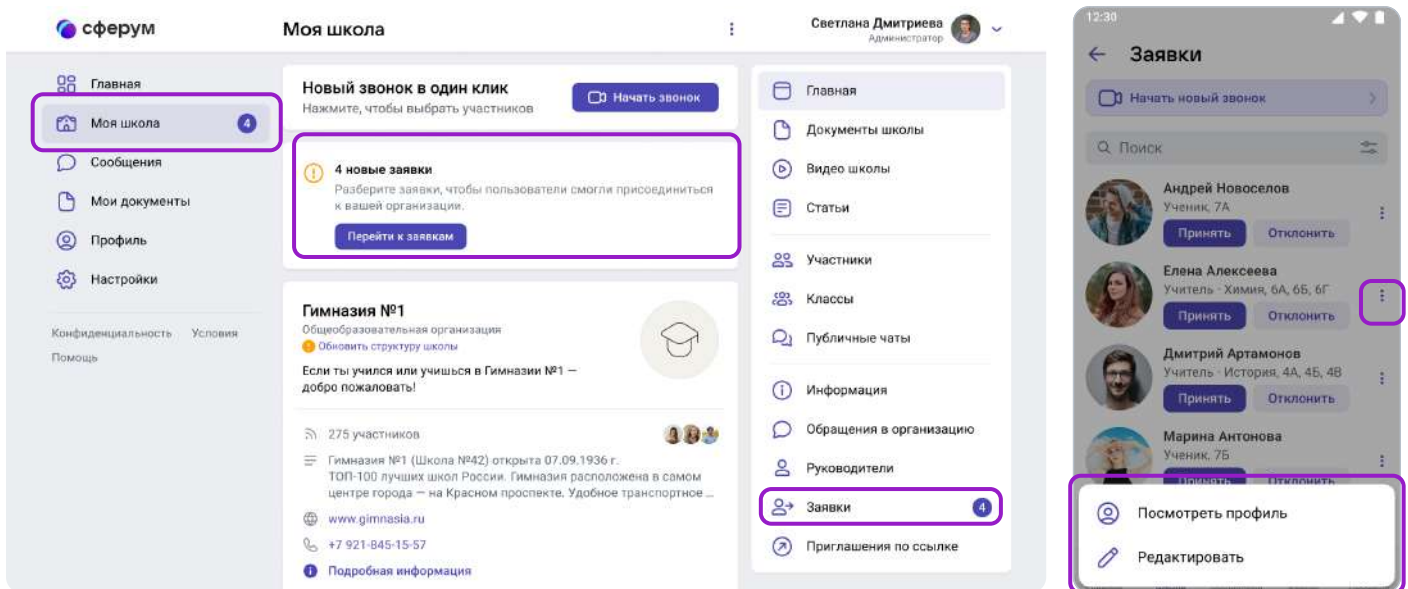 сферум
Моя школа
Светлана Дмитриева
Администратор
Главная
Моя школа
4
Сообщения
Мои документы
Профиль
Настройки
Конфиденциальность Условия
Помощь
Новый звонок в один клик
Нажмите, чтобы выбрать участников
Начать звонок
4 новые заявки
Разберите заявки, чтобы пользователи смогли присоединиться
к вашей организации.
Перейти к заявкам
Гимназия №1
Общеобразовательная организация
Обновить структуру школы
Если ты учился или учишься в Гимназии №1 —
добро пожаловать!
275 участников
Гимназия №1 (Школа №42) открыта 07.09.1936 г.
ТОП-100 лучших школ России. Гимназия расположена в самом
центре города — на Красном проспекте. Удобное транспортное ...
www.gimnasia.ru
+7 921-845-15-57
Подробная информация
Главная
Документы школы
Видео школы
Статьи
Участники
Классы
Публичные чаты
Информация
Обращения в организацию
Руководители
Заявки
4
Приглашения по ссылке
12:30
Заявки
Начать новый звонок
Поиск
Андрей Новоселов
Ученик, 7А
Принять Отклонить
Елена Алексеева
Учитель · Химия, 6А, 6Б, 6Г
Принять Отклонить
Дмитрий Артамонов
Учитель · История, 4А, 4Б, 4В
Принять Отклонить
Марина Антонова
Ученик, 7Б
Принять Отклонить
Посмотреть профиль
Редактировать